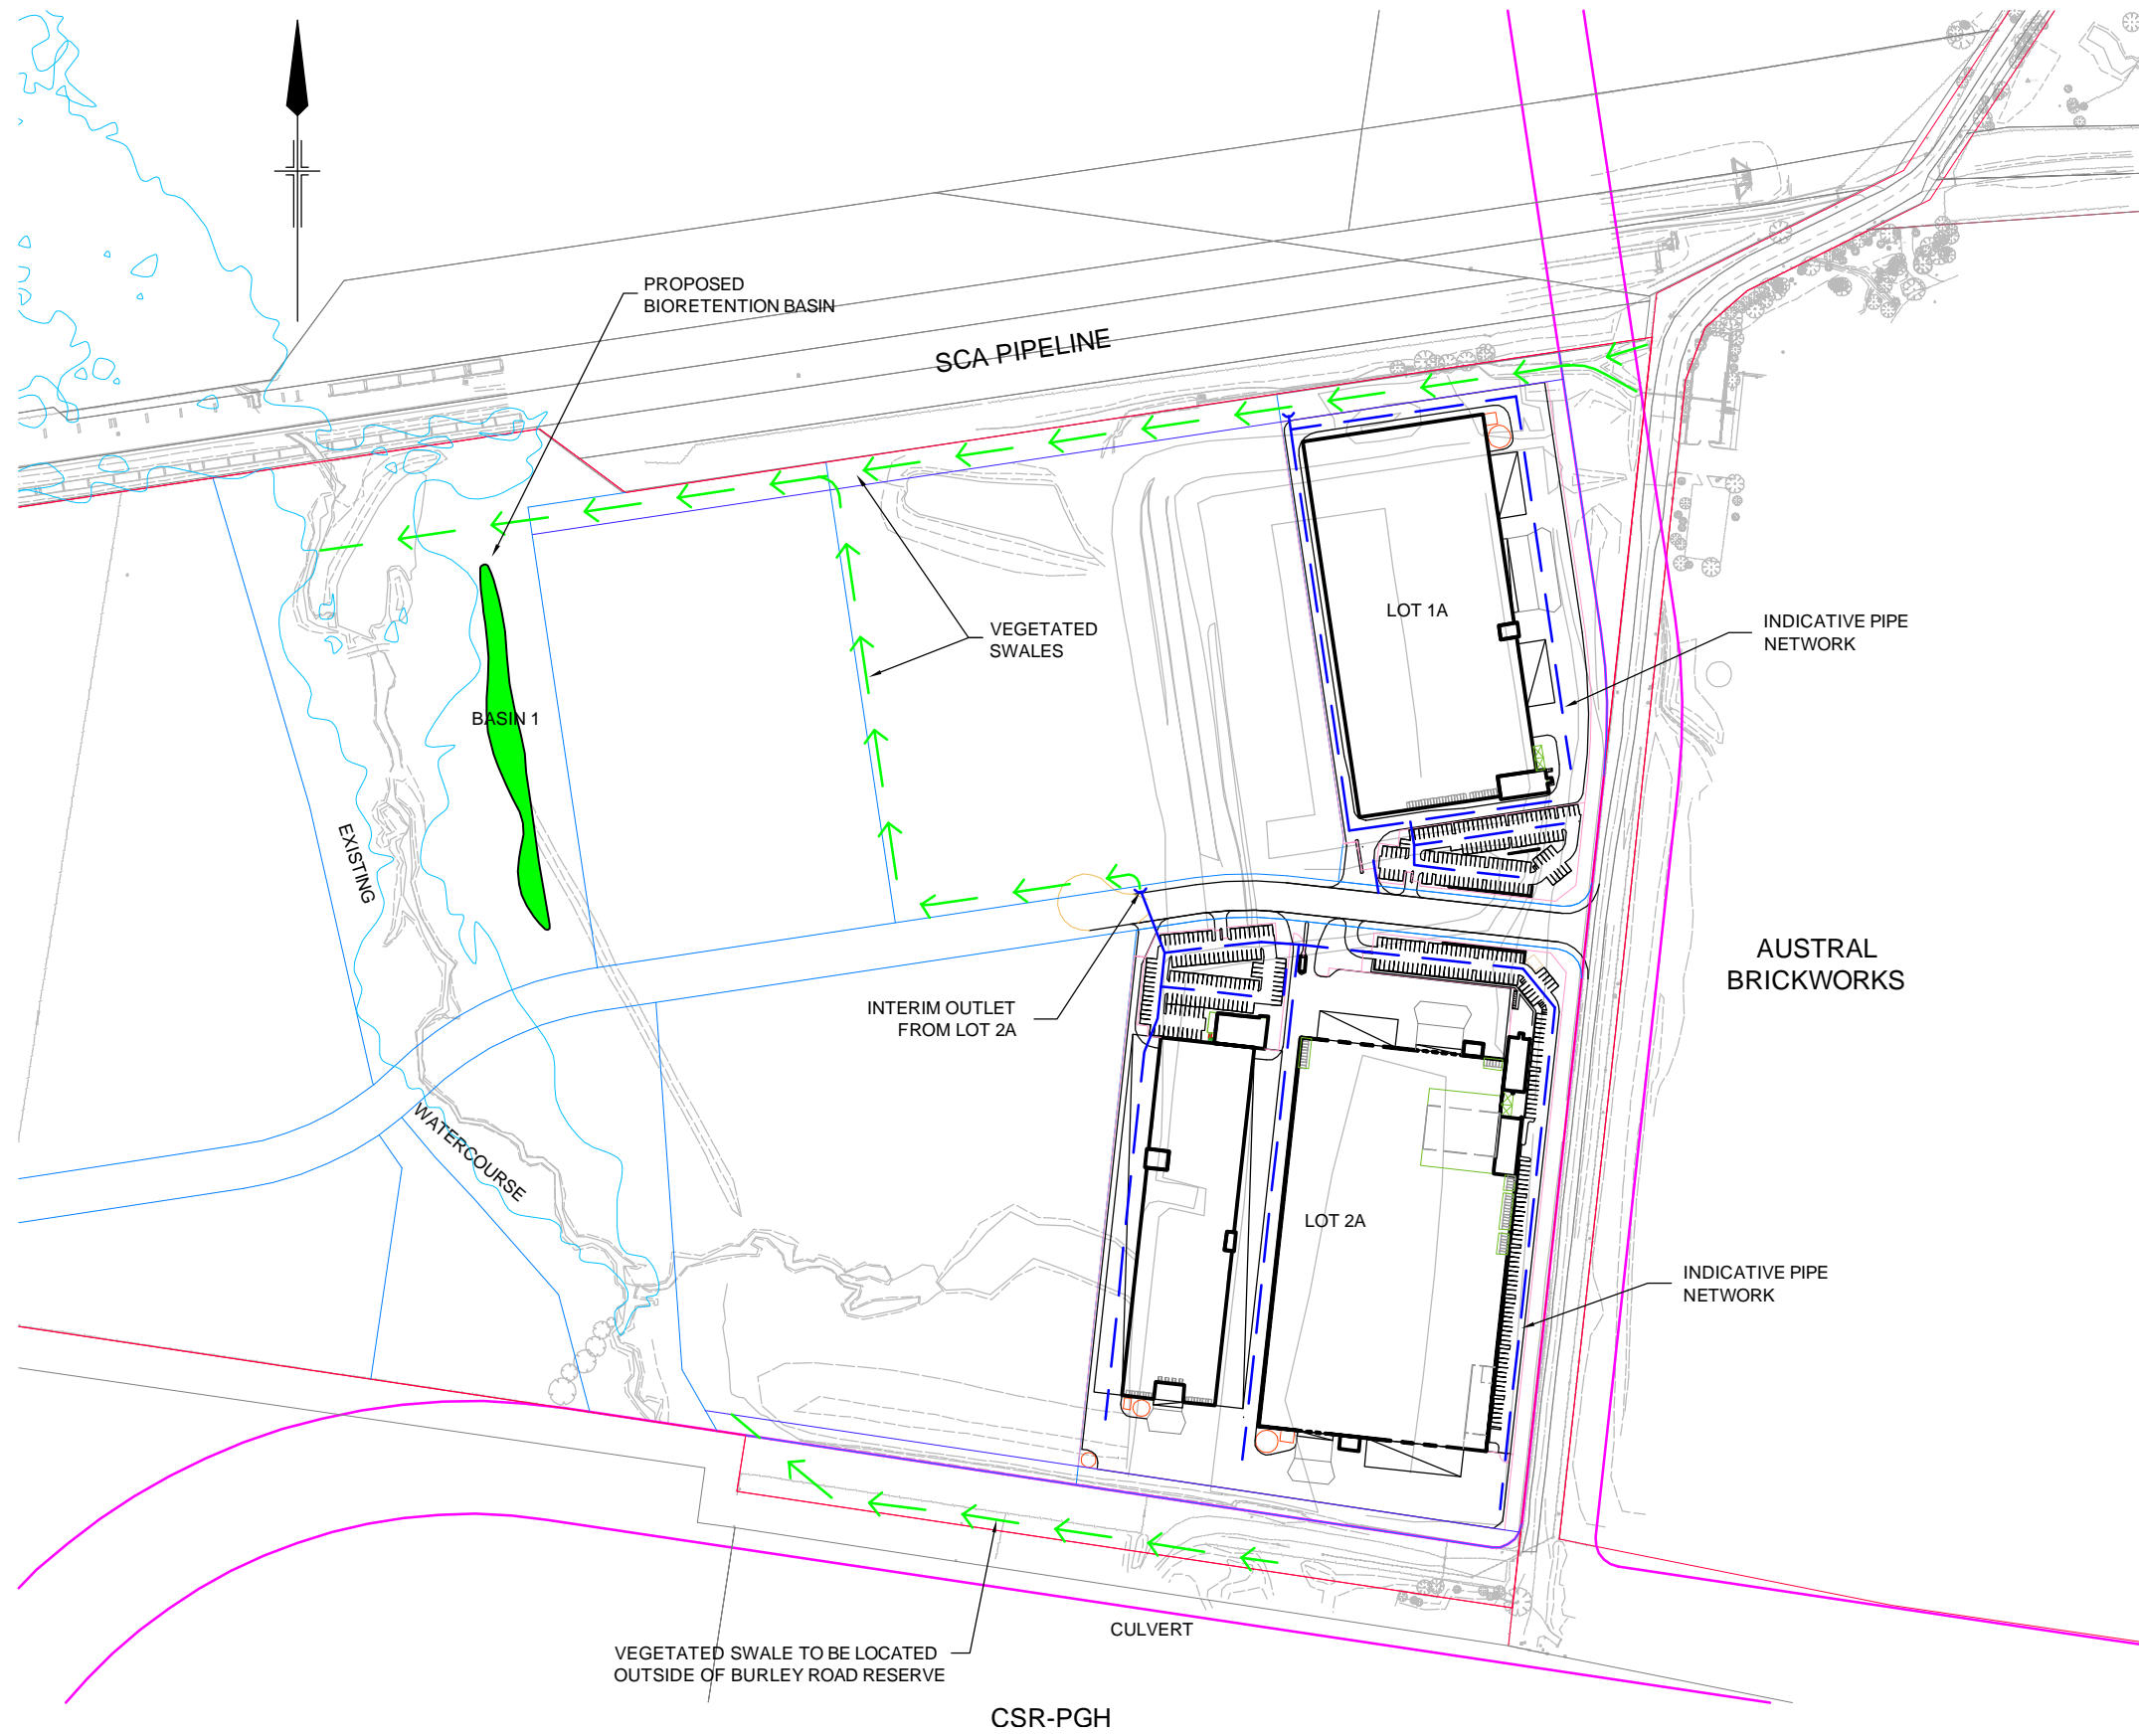 PROPOSED
BIORETENTION BASIN
SCA PIPELINE
LOT 1A
INDICATIVE PIPE
NETWORK
VEGETATED
SWALES
BASIN 1
EXISTING
AUSTRAL
BRICKWORKS
INTERIM OUTLET
FROM LOT 2A
WATERCOURSE
LOT 2A
INDICATIVE PIPE
NETWORK
CULVERT
VEGETATED SWALE TO BE LOCATED
OUTSIDE OF BURLEY ROAD RESERVE
CSR-PGH